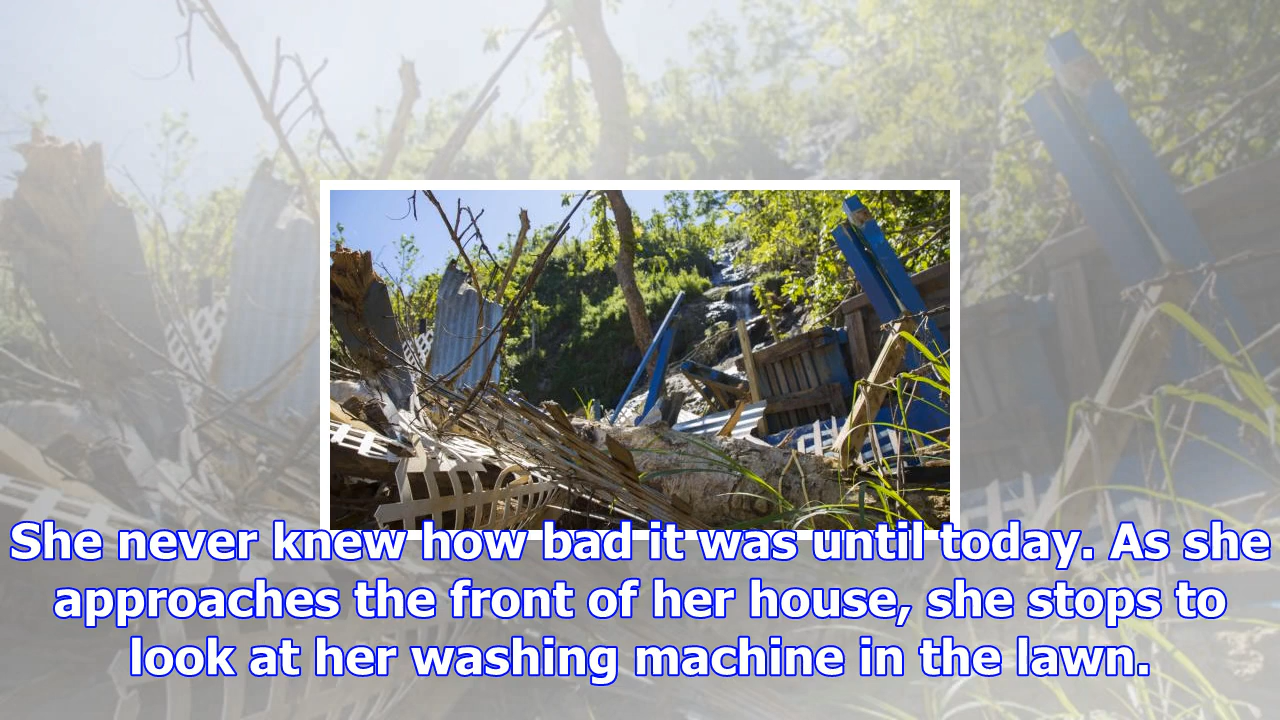 She never knew how bad it was until today. As she
approaches the front of her house, she stops to
look at her washing machine in the lawn.